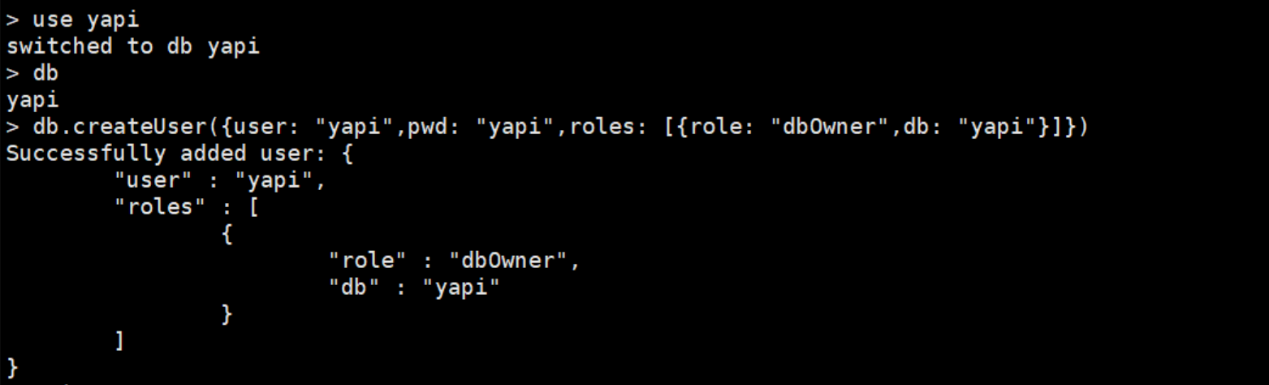 > use yapi
switched to db yapi
> db
yapi
> db.createUser({user: "yapi",pwd: "yapi",roles: [{role: "dbOwner",db: "yapi"}]})
Successfully added user: {
        "user" : "yapi",
        "roles" : [
                {
                        "role" : "dbOwner",
                        "db" : "yapi"
                }
        ]
}